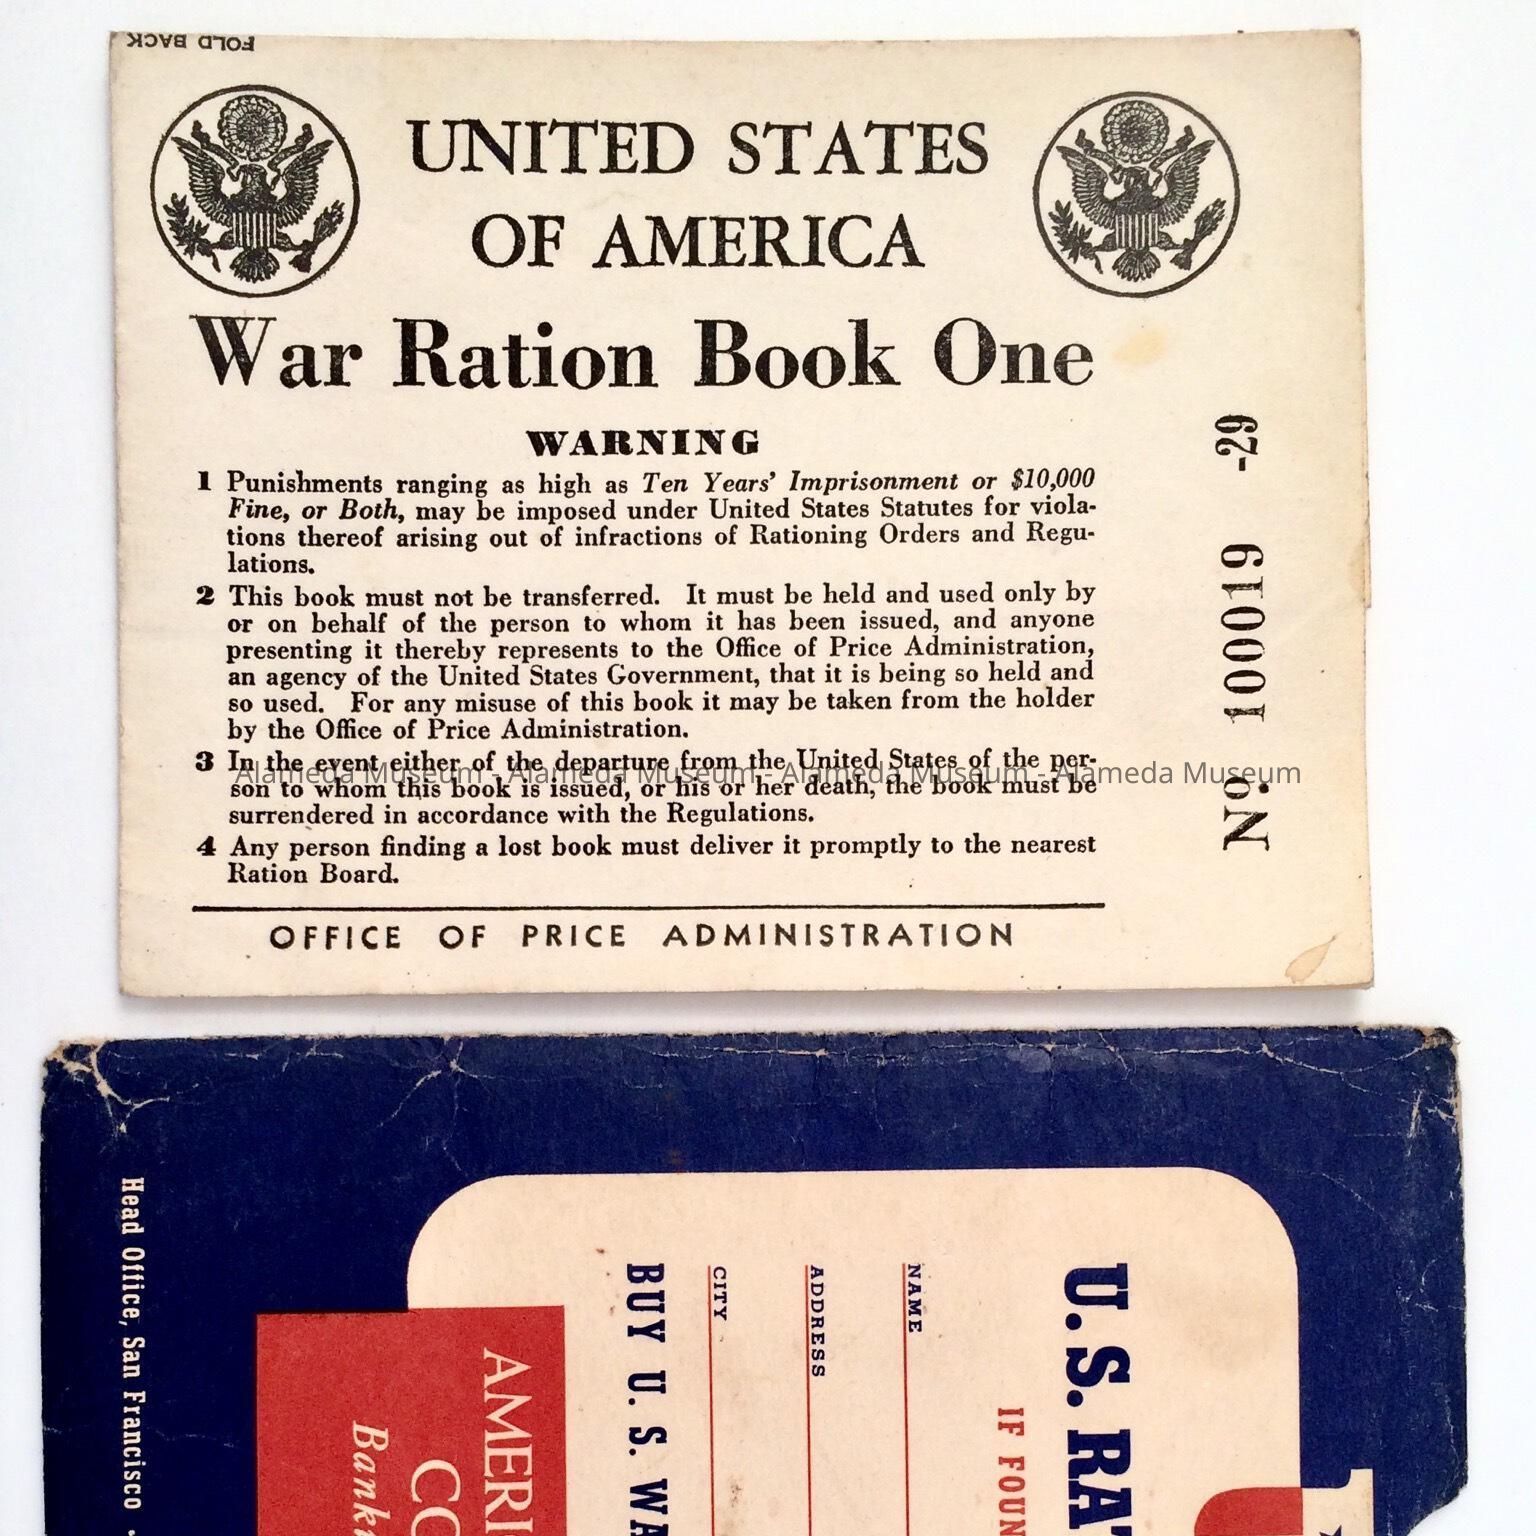 FOLD BACK
UNITED STATES
OF AMERICA
War Ration Book One
WARNING
1 Punishments ranging as high as Ten Years' Imprisonment or $10,000
Fine, or Both, may be imposed under United States Statutes for viola-
tions thereof arising out of infractions of Rationing Orders and Regu-
lations.
2 This book must not be transferred. It must be held and used only by
or on behalf of the person to whom it has been issued, and anyone
presenting it thereby represents to the Office of Price Administration,
an agency of the United States Government, that it is being so held and
so used. For any misuse of this book it may be taken from the holder
by the Office of Price Administration.
3 In the event either of the departure from the United States of the per-
son to whom this book is issued, or his or her death, the book must be
surrendered in accordance with the Regulations.
4 Any person finding a lost book must deliver it promptly to the nearest
Ration Board.
OFFICE OF PRICE ADMINISTRATION
No. 100019 -29
Alameda Museum - Alameda Museum - Alameda Museum - Alameda Museum
U.S. RA
IF FOUN
NAME
ADDRESS
CITY
BUY U. S. WA
AMERI
CO
Bank
Head Office, San Francisco